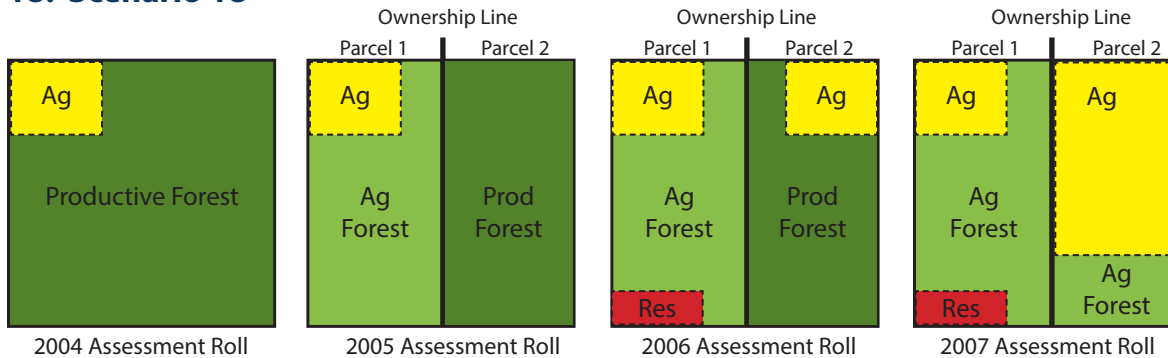 Scenario
Ownership Line
Ownership Line
Ownership Line
Parcel 1
Parcel 2
Parcel 1
Parcel 2
Parcel 1
Parcel 2
Ag
Productive Forest
Ag
Ag
Forest
Prod
Forest
Ag
Ag
Ag
Forest
Prod
Forest
Res
Ag
Ag
Ag
Forest
Ag
Forest
Res
2004 Assessment Roll
2005 Assessment Roll
2006 Assessment Roll
2007 Assessment Roll